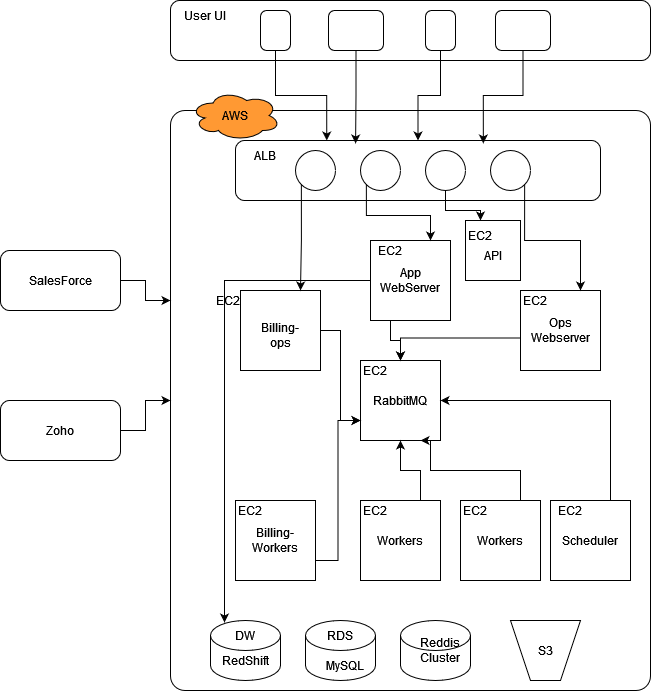 User UI
AWS
ALB
EC2
API
EC2
App
WebServer
SalesForce
EC2
Billing-
ops
EC2
Ops
Webserver
EC2
RabbitMQ
Zoho
EC2
Billing-
Workers
EC2
Workers
EC2
Workers
EC2
Scheduler
DW
RedShift
RDS
MySQL
Reddis
Cluster
S3